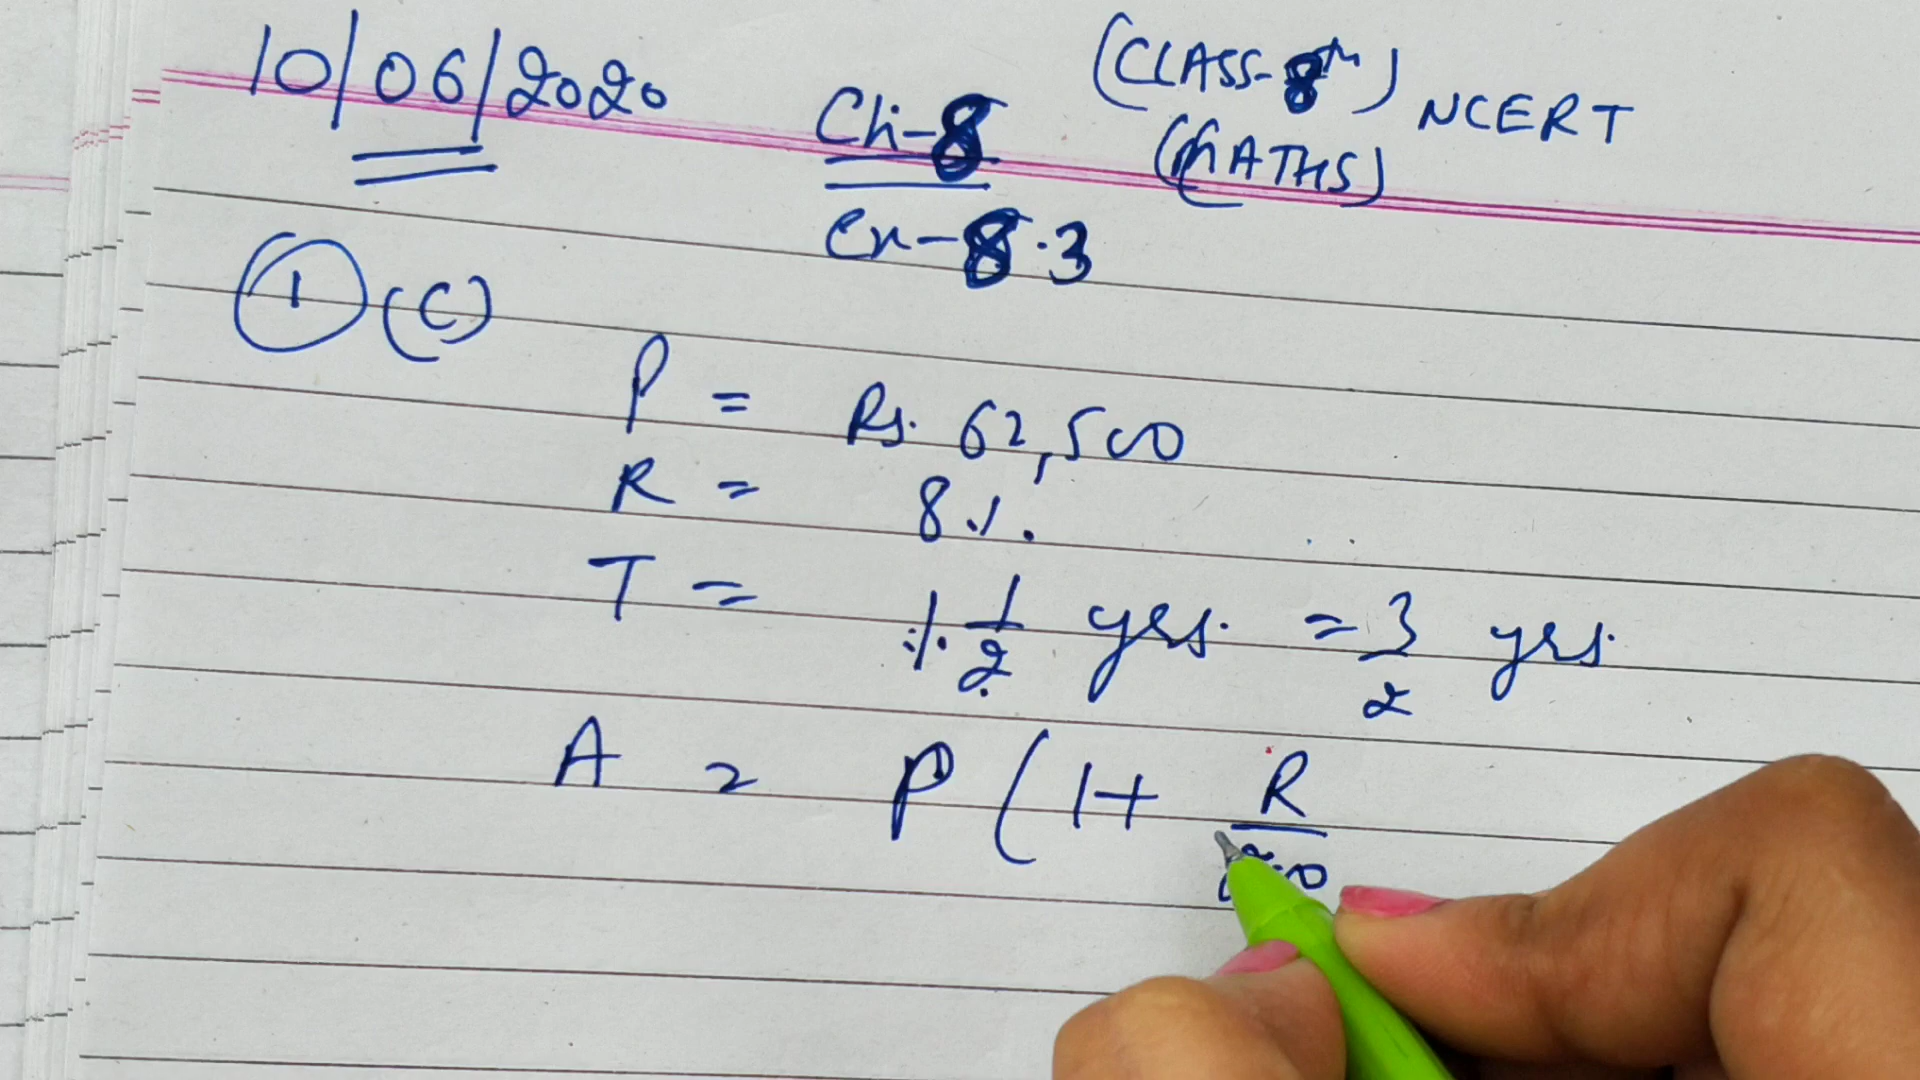 10/06/2020
(CLASS-8th) NCERT
(MATHS)
Ch-8
Ex-8.3
1 (C)
P = Rs. 62,500
R = 8%
T = 1 1/2 yrs. = 3/2 yrs.
A = P ( 1+ R/200